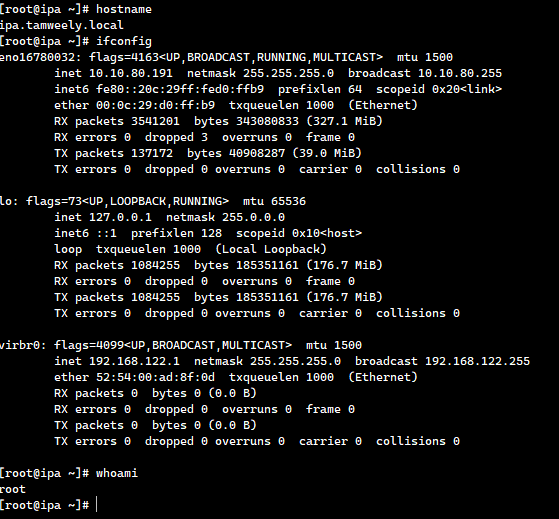 [root@ipa ~]# hostname
ipa.tamweely.local
[root@ipa ~]# ifconfig
eno16780032: flags=4163<UP,BROADCAST,RUNNING,MULTICAST>  mtu 1500
        inet 10.10.80.191  netmask 255.255.255.0  broadcast 10.10.80.255
        inet6 fe80::20c:29ff:fed0:ffb9  prefixlen 64  scopeid 0x20<link>
        ether 00:0c:29:d0:ff:b9  txqueuelen 1000  (Ethernet)
        RX packets 3541201  bytes 343080833 (327.1 MiB)
        RX errors 0  dropped 3  overruns 0  frame 0
        TX packets 137172  bytes 40908287 (39.0 MiB)
        TX errors 0  dropped 0 overruns 0  carrier 0  collisions 0

lo: flags=73<UP,LOOPBACK,RUNNING>  mtu 65536
        inet 127.0.0.1  netmask 255.0.0.0
        inet6 ::1  prefixlen 128  scopeid 0x10<host>
        loop  txqueuelen 1000  (Local Loopback)
        RX packets 1084255  bytes 185351161 (176.7 MiB)
        RX errors 0  dropped 0  overruns 0  frame 0
        TX packets 1084255  bytes 185351161 (176.7 MiB)
        TX errors 0  dropped 0 overruns 0  carrier 0  collisions 0

virbr0: flags=4099<UP,BROADCAST,MULTICAST>  mtu 1500
        inet 192.168.122.1  netmask 255.255.255.0  broadcast 192.168.122.255
        ether 52:54:00:ad:8f:0d  txqueuelen 1000  (Ethernet)
        RX packets 0  bytes 0 (0.0 B)
        RX errors 0  dropped 0  overruns 0  frame 0
        TX packets 0  bytes 0 (0.0 B)
        TX errors 0  dropped 0 overruns 0  carrier 0  collisions 0

[root@ipa ~]# whoami
root
[root@ipa ~]#